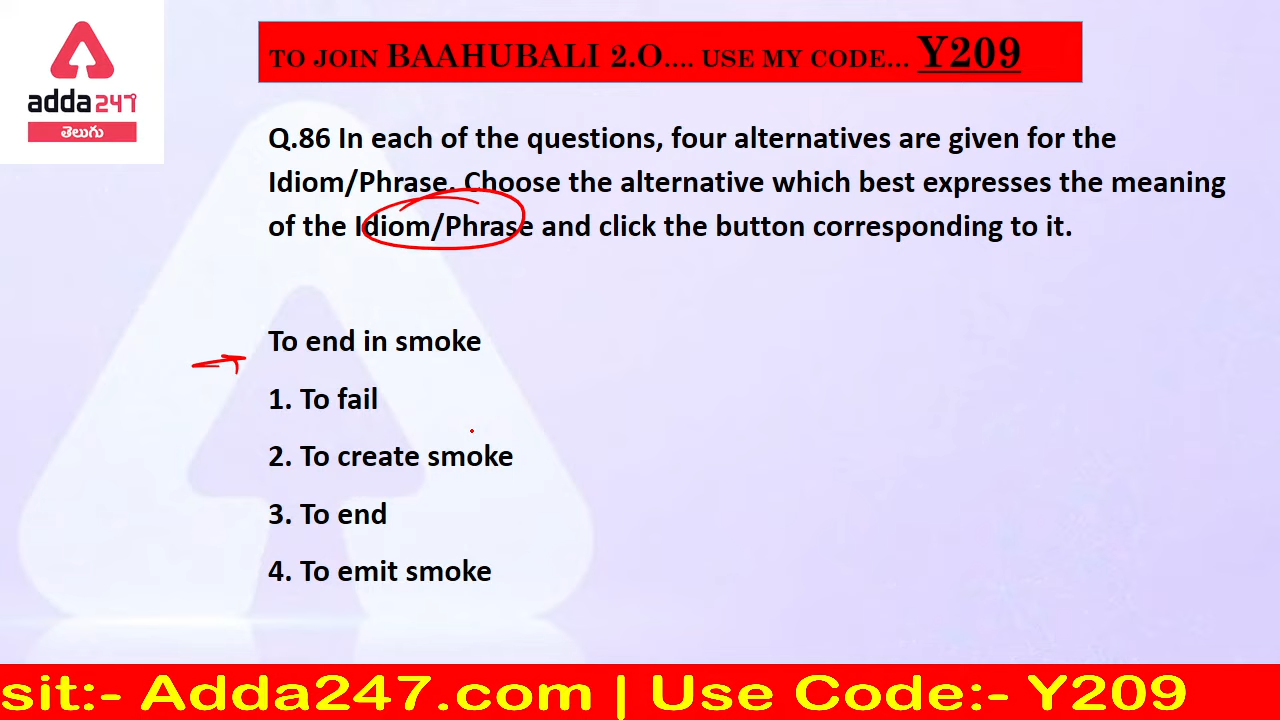 TO JOIN BAAHUBALI 2.O.... USE MY CODE... Y209
adda247
తెలుగు
Q.86 In each of the questions, four alternatives are given for the
Idiom/Phrase. Choose the alternative which best expresses the meaning
of the Idiom/Phrase and click the button corresponding to it.
To end in smoke
1. To fail
2. To create smoke
3. To end
4. To emit smoke
sit:- Adda247.com | Use Code:- Y209